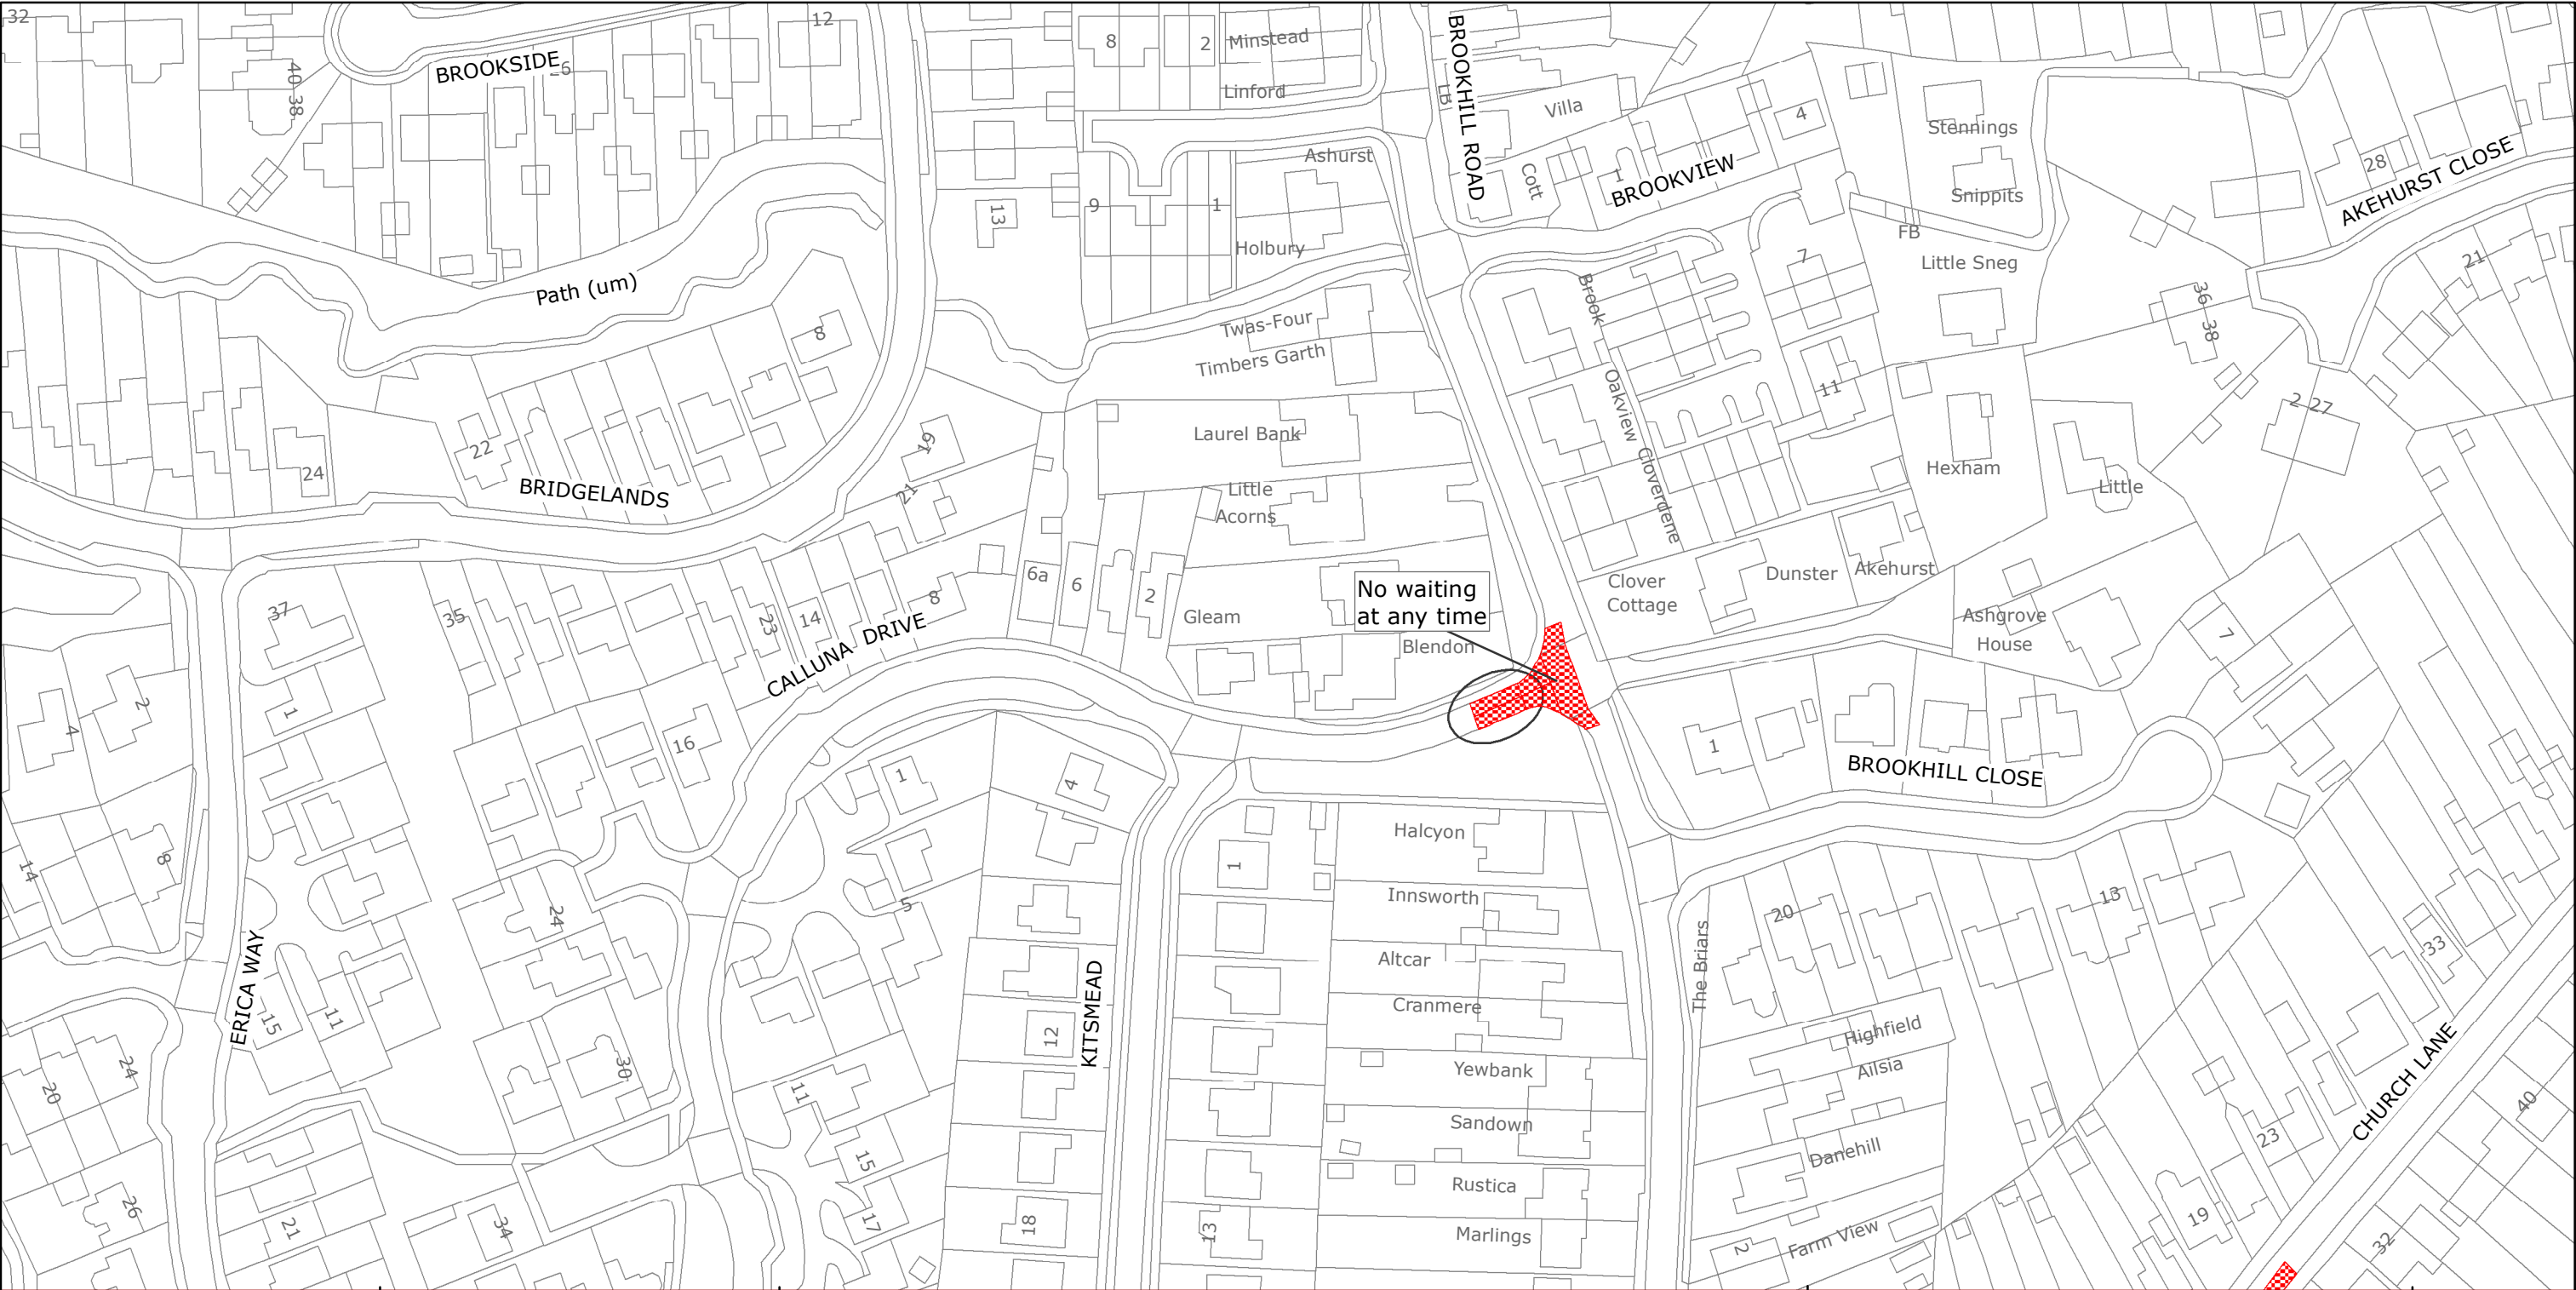 32
BROOKSIDE
26
12
40
38
8
2
Minstead
Linford
BROOKHILL ROAD
LB
Villa
Cott
1
BROOKVIEW
4
Stennings
Snippits
FB
Little Sneg
28
AKEHURST CLOSE
21
Ashurst
13
9
1
Holbury
Path (um)
8
Twas-Four
Timbers Garth
Brook
Oakview
Cloverdene
7
11
36
38
2
27
22
24
BRIDGELANDS
19
21
Laurel Bank
Little
Acorns
Hexham
Little
6a
6
2
Gleam
No waiting
at any time
Blendon
Clover
Cottage
Dunster
Akehurst
Ashgrove
House
7
37
35
23
14
8
CALLUNA DRIVE
1
2
4
16
1
4
1
BROOKHILL CLOSE
14
8
24
5
1
Halcyon
Innsworth
Altcar
Cranmere
Yewbank
Sandown
Rustica
Marlings
The Briars
20
13
33
ERICA WAY
15
11
KITSMEAD
12
Highfield
Ailsia
Danehill
Farm View
2
CHURCH LANE
40
24
20
26
21
30
34
11
15
17
18
13
23
19
32